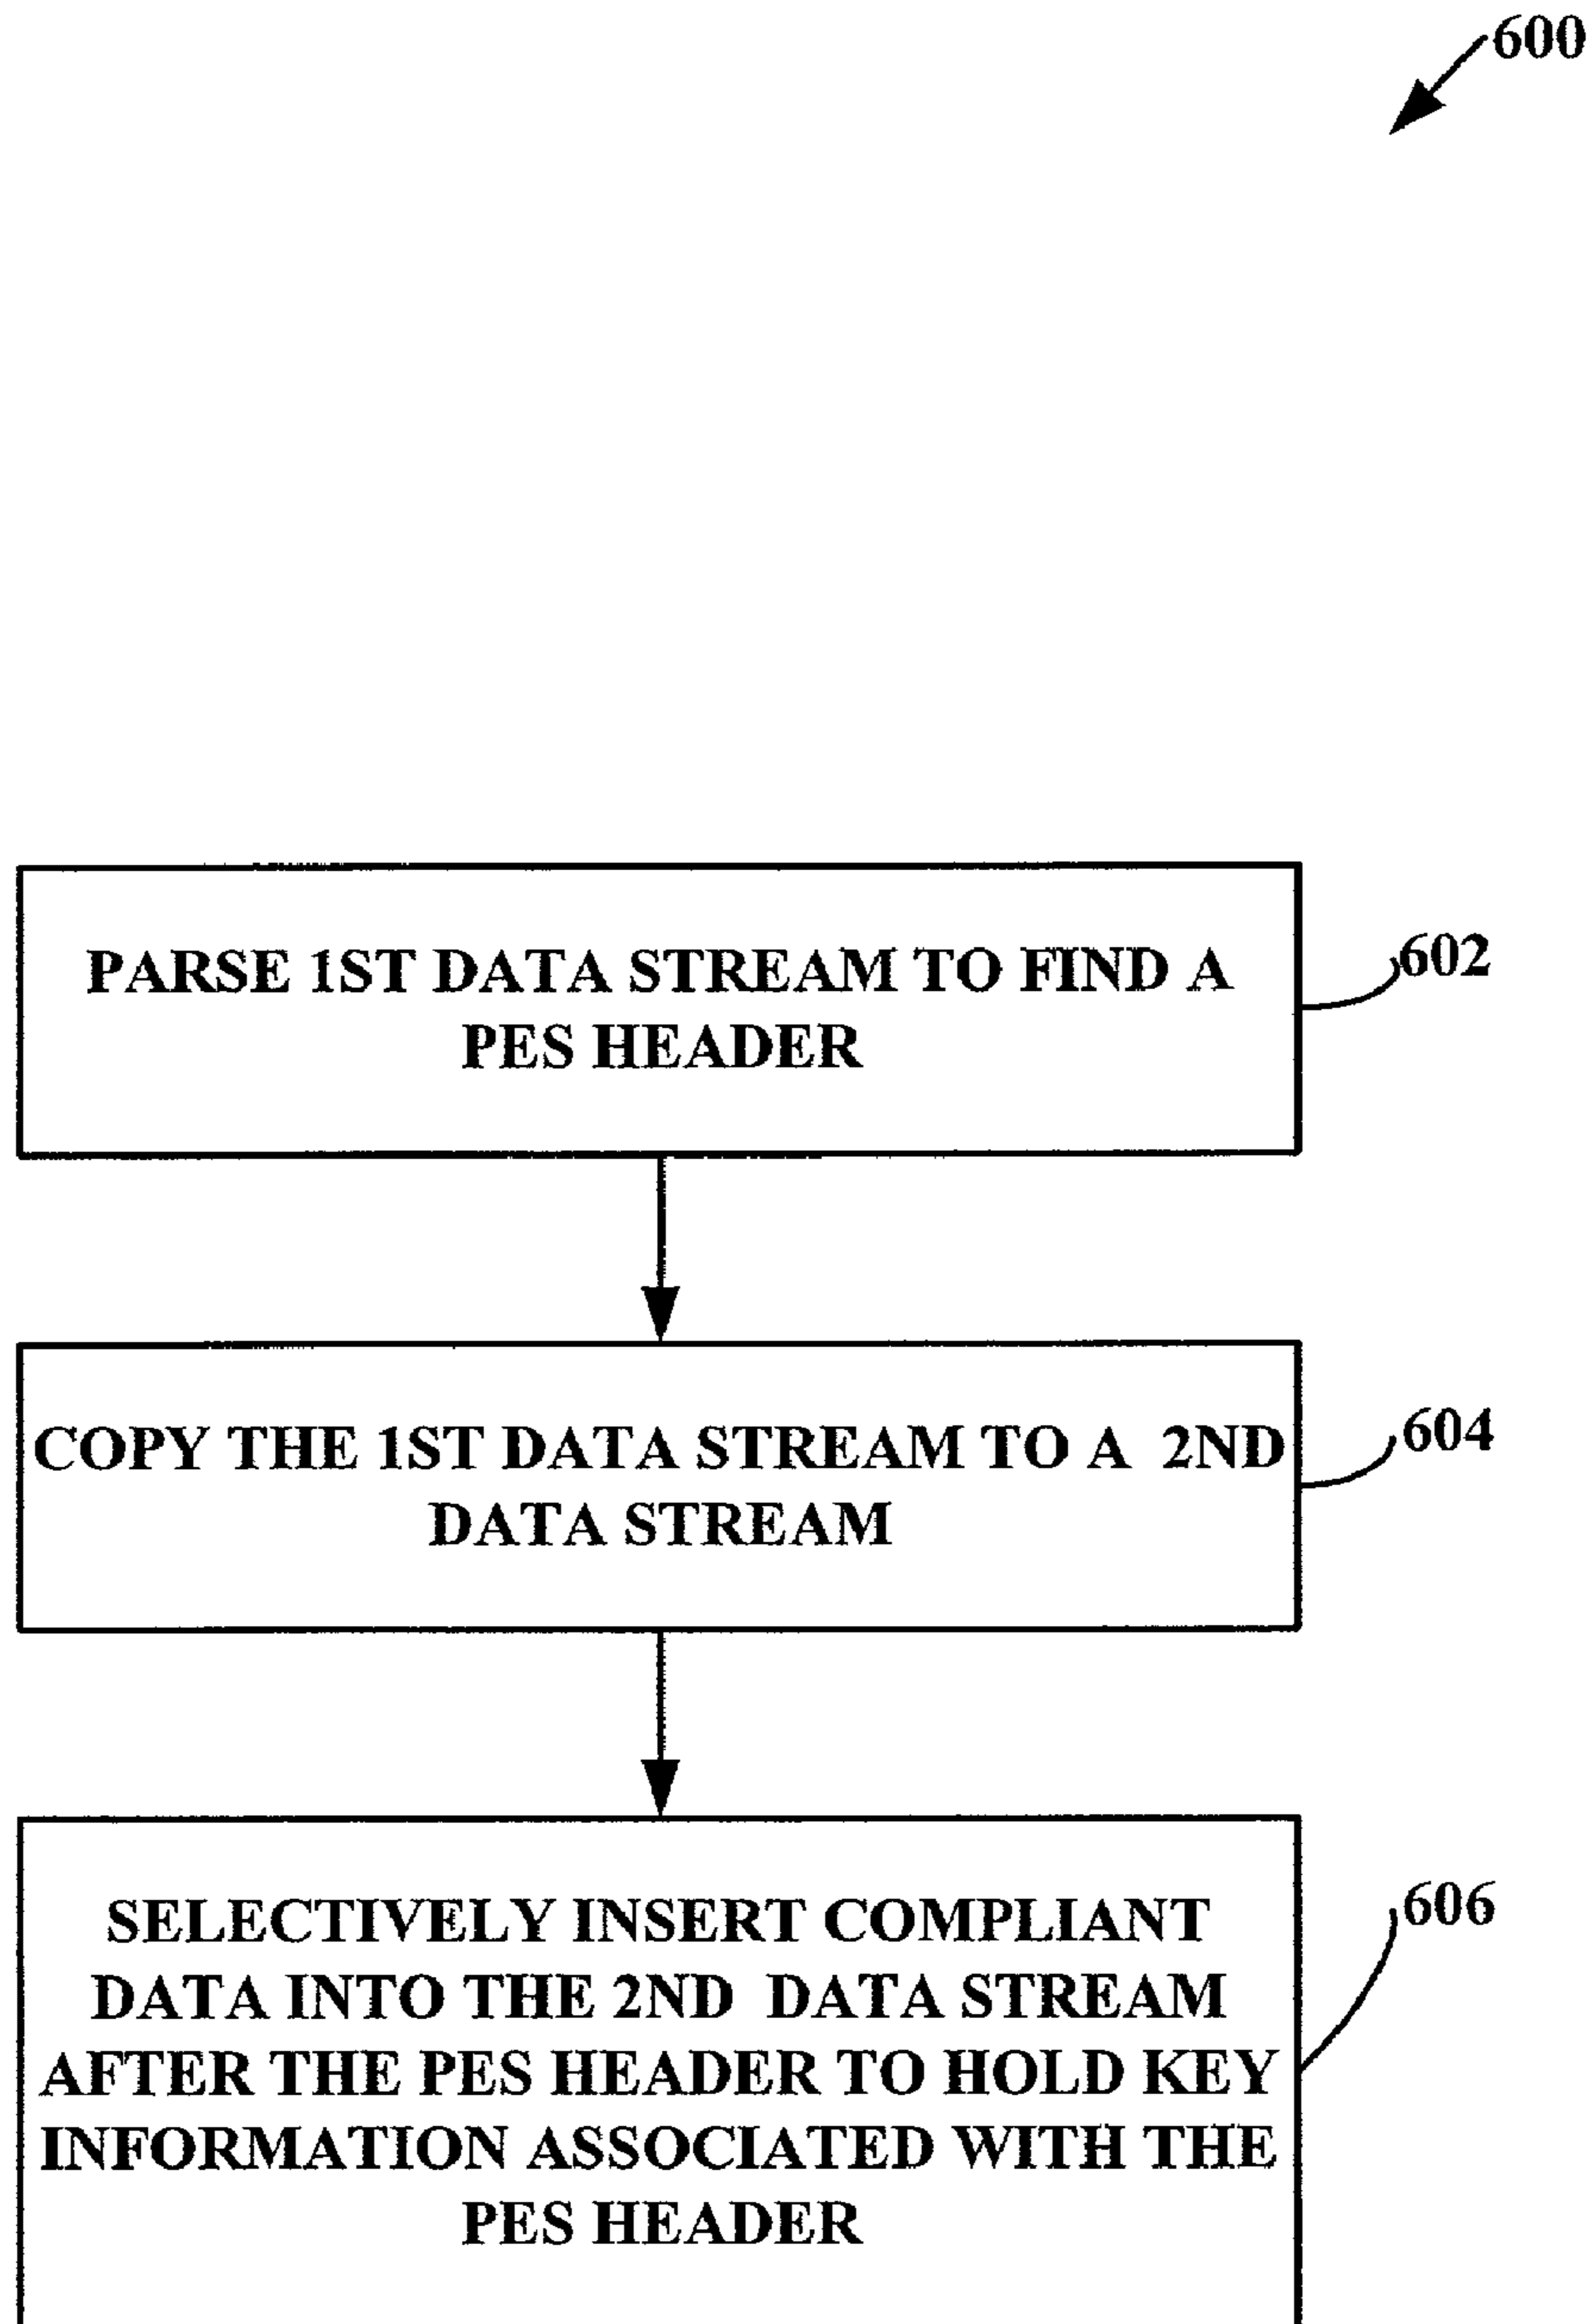 600
PARSE 1ST DATA STREAM TO FIND A
PES HEADER
602
COPY THE 1ST DATA STREAM TO A 2ND
DATA STREAM
604
SELECTIVELY INSERT COMPLIANT
DATA INTO THE 2ND DATA STREAM
AFTER THE PES HEADER TO HOLD KEY
INFORMATION ASSOCIATED WITH THE
PES HEADER
606